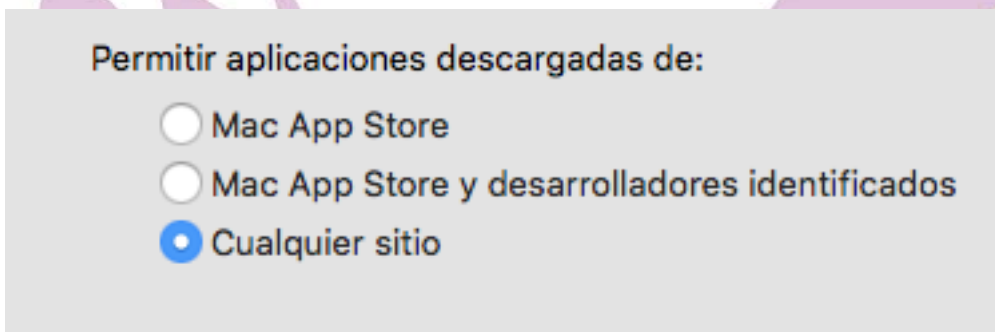 Permitir aplicaciones descargadas de:
Mac App Store
Mac App Store y desarrolladores identificados
Cualquier sitio